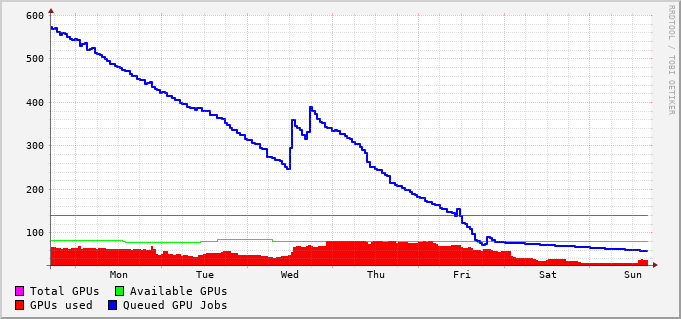 RRDTOOL / TOBI OETIKER
600
500
400
300
200
100
Mon Tue Wed Thu Fri Sat Sun
Total GPUs Available GPUs
GPUs used Queued GPU Jobs